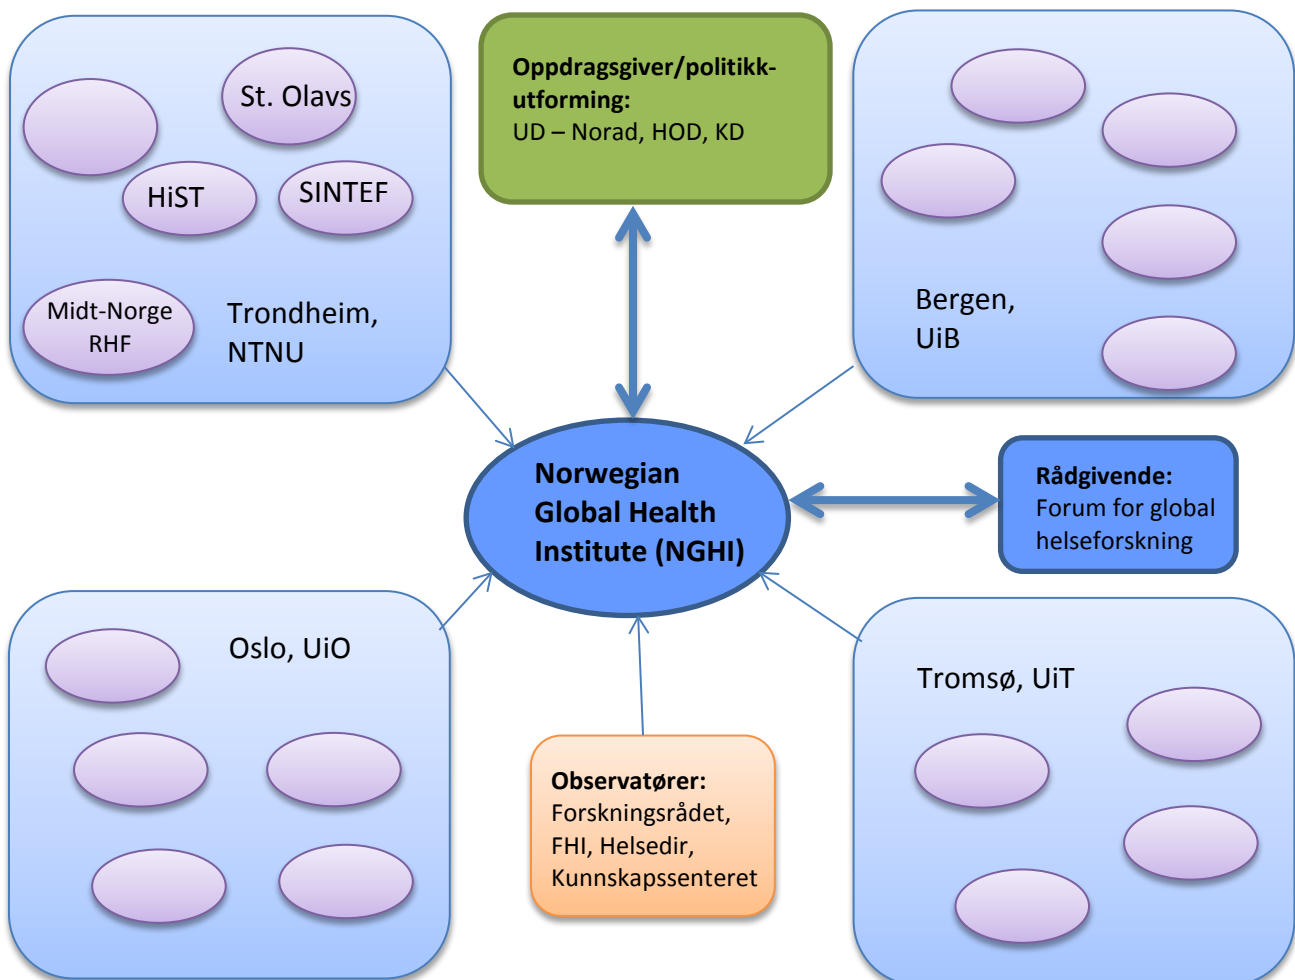 St. Olavs
HiST
SINTEF
Midt-Norge
RHF
Trondheim,
NTNU
Oppdragsgiver/politikk-
utforming:
UD – Norad, HOD, KD
Bergen,
UiB
Norwegian
Global Health
Institute (NGHI)
Rådgivende:
Forum for global
helseforskning
Oslo, UiO
Observatører:
Forskningsrådet,
FHI, Helsedir,
Kunnskapssenteret
Tromsø, UiT